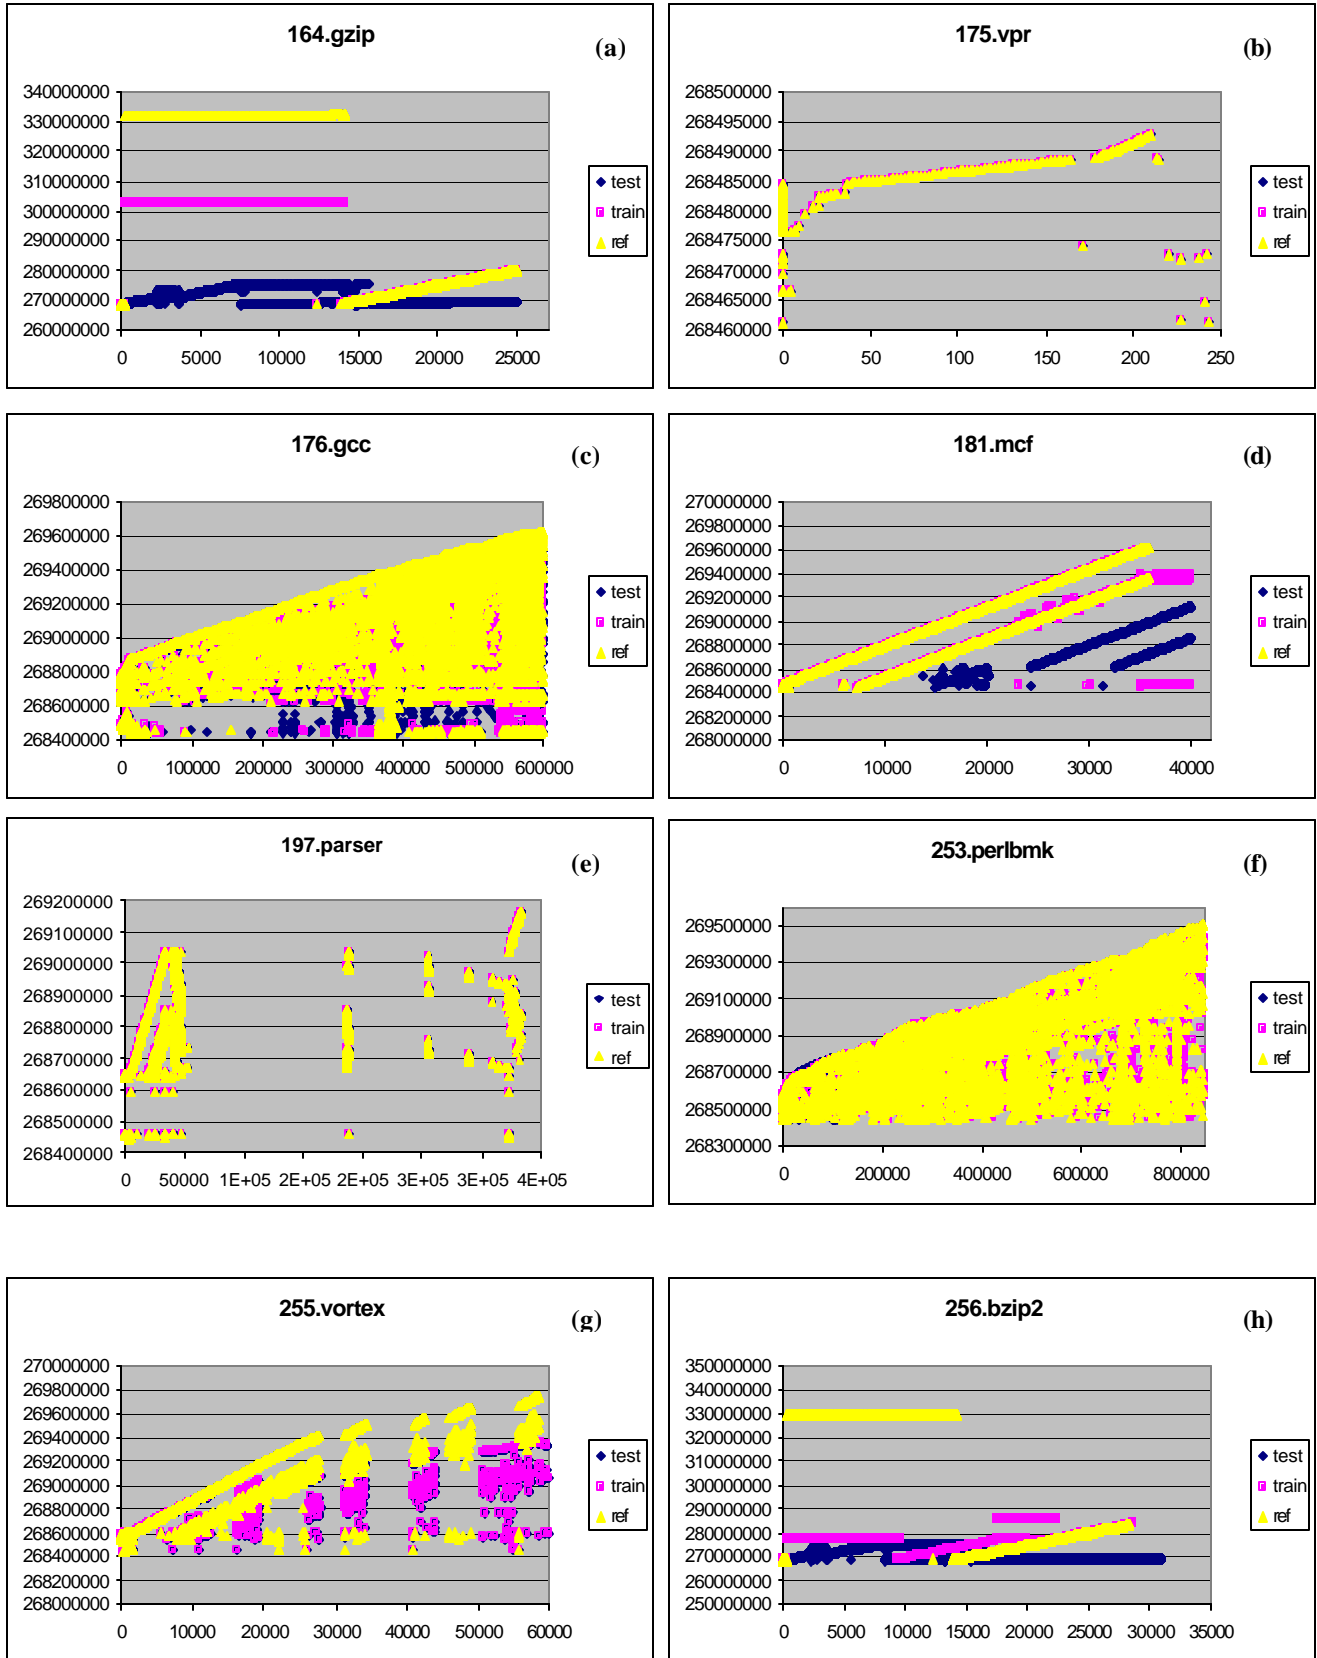 164.gzip
(a)
340000000
330000000
320000000
310000000
300000000
290000000
280000000
270000000
260000000
0 5000 10000 15000 20000 25000
test
train
ref
175.vpr
(b)
268500000
268495000
268490000
268485000
268480000
268475000
268470000
268465000
268460000
0 50 100 150 200 250
test
train
ref
176.gcc
(c)
269800000
269600000
269400000
269200000
269000000
268800000
268600000
268400000
0 100000 200000 300000 400000 500000 600000
test
train
ref
181.mcf
(d)
270000000
269800000
269600000
269400000
269200000
269000000
268800000
268600000
268400000
268200000
268000000
0 10000 20000 30000 40000
test
train
ref
197.parser
(e)
269200000
269100000
269000000
268900000
268800000
268700000
268600000
268500000
268400000
0 50000 1E+05 2E+05 2E+05 3E+05 3E+05 4E+05
test
train
ref
253.perlbmk
(f)
269500000
269300000
269100000
268900000
268700000
268500000
268300000
0 200000 400000 600000 800000
test
train
ref
255.vortex
(g)
270000000
269800000
269600000
269400000
269200000
269000000
268800000
268600000
268400000
268200000
268000000
0 10000 20000 30000 40000 50000 60000
test
train
ref
256.bzip2
(h)
350000000
340000000
330000000
320000000
310000000
300000000
290000000
280000000
270000000
260000000
250000000
0 5000 10000 15000 20000 25000 30000 35000
test
train
ref